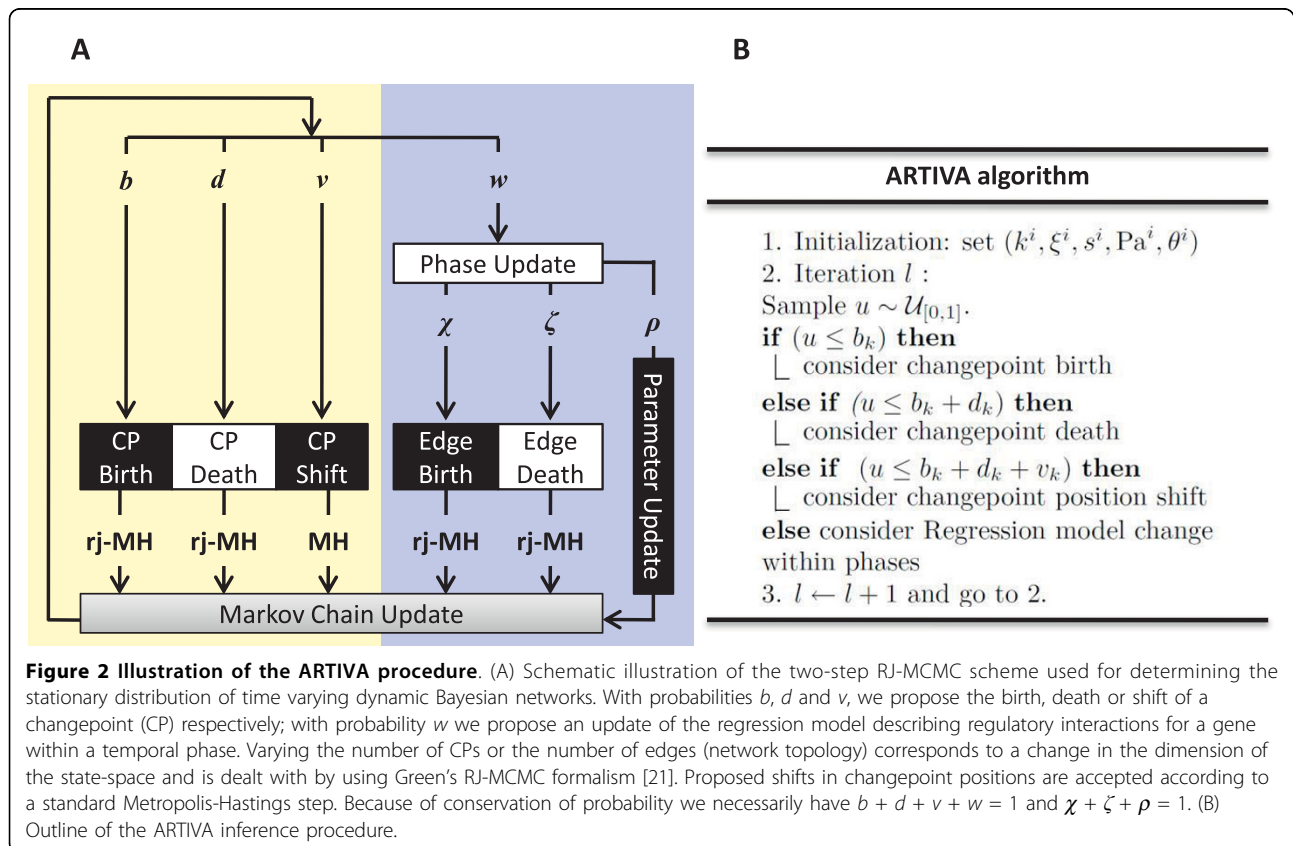 A
B
b d v w
Phase Update
χ ζ ρ
Parameter Update
CP Birth
CP Death
CP Shift
Edge Birth
Edge Death
rj-MH rj-MH MH rj-MH rj-MH
Markov Chain Update
ARTIVA algorithm
1. Initialization: set (kⁱ, ξⁱ, sⁱ, Paⁱ, θⁱ)
2. Iteration l :
Sample u ∼ 𝒰[0,1].
if (u ≤ b_k) then
consider changepoint birth
else if (u ≤ b_k + d_k) then
consider changepoint death
else if (u ≤ b_k + d_k + v_k) then
consider changepoint position shift
else consider Regression model change
within phases
3. l ← l + 1 and go to 2.
Figure 2 Illustration of the ARTIVA procedure. (A) Schematic illustration of the two-step RJ-MCMC scheme used for determining the
stationary distribution of time varying dynamic Bayesian networks. With probabilities b, d and v, we propose the birth, death or shift of a
changepoint (CP) respectively; with probability w we propose an update of the regression model describing regulatory interactions for a gene
within a temporal phase. Varying the number of CPs or the number of edges (network topology) corresponds to a change in the dimension of
the state-space and is dealt with by using Green's RJ-MCMC formalism [21]. Proposed shifts in changepoint positions are accepted according to
a standard Metropolis-Hastings step. Because of conservation of probability we necessarily have b + d + v + w = 1 and χ + ζ + ρ = 1. (B)
Outline of the ARTIVA inference procedure.